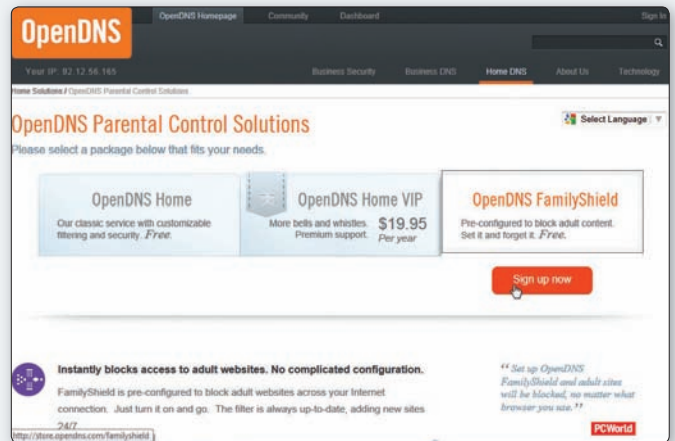 OpenDNS
OpenDNS Homepage Community Dashboard Sign In
Your IP: 92.12.56.165 Business Security Business DNS Home DNS About Us Technology
Home Solutions / OpenDNS Parental Control Solutions
OpenDNS Parental Control Solutions
Select Language
Please select a package below that fits your needs.
OpenDNS Home
Our classic service with customizable
filtering and security. Free.
OpenDNS Home VIP
More bells and whistles.
Premium support.
$19.95
Per year
OpenDNS FamilyShield
Pre-configured to block adult content.
Set it and forget it. Free.
Sign up now
Instantly blocks access to adult websites. No complicated configuration.
FamilyShield is pre-configured to block adult websites across your Internet
connection. Just turn it on and go. The filter is always up-to-date, adding new sites
24/7
“Set up OpenDNS
FamilyShield and adult sites
will be blocked, no matter what
browser you use.”
PCWorld
http://store.opendns.com/familyshield